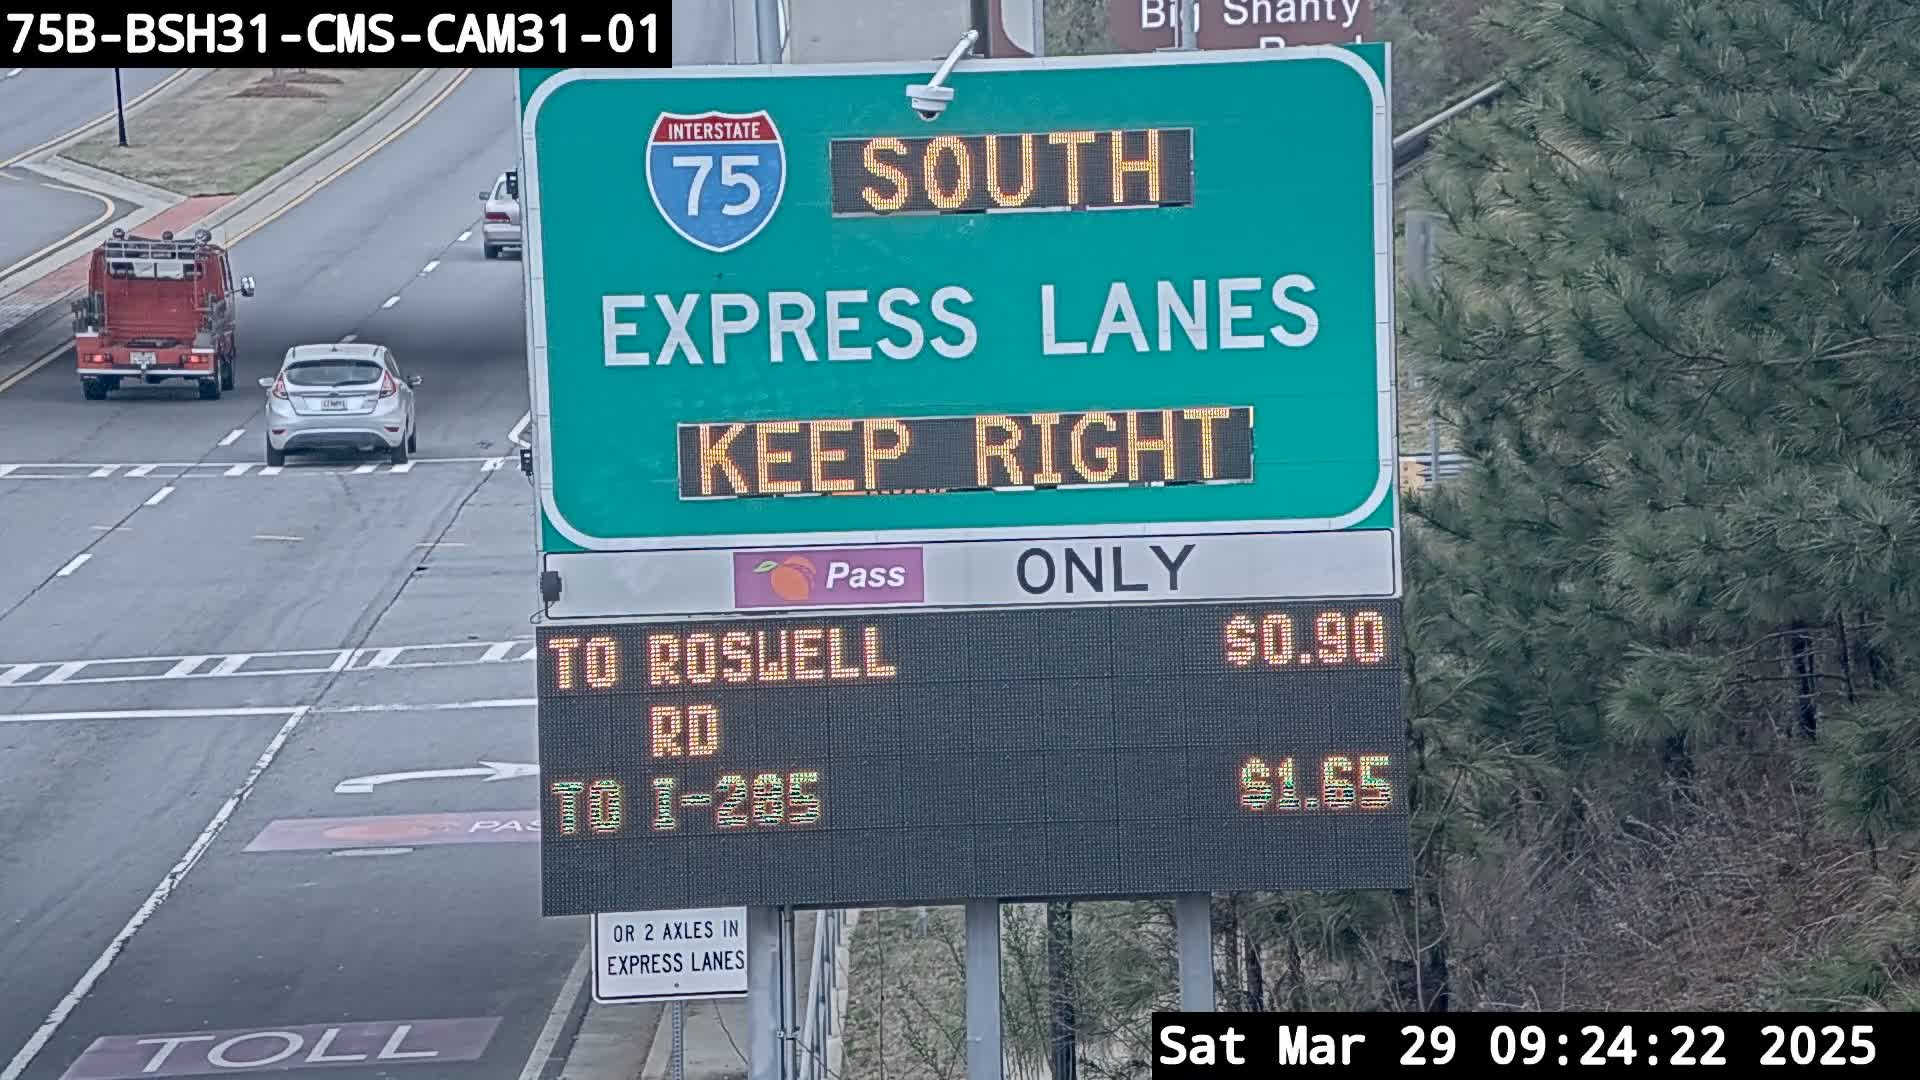 75B-BSH31-CMS-CAM31-01
Big Shanty
INTERSTATE
75
SOUTH
EXPRESS LANES
KEEP RIGHT
Pass
ONLY
TO ROSWELL $0.90
RD
TO I-285 $1.65
OR 2 AXLES IN
EXPRESS LANES
TOLL
Sat Mar 29 09:24:22 2025